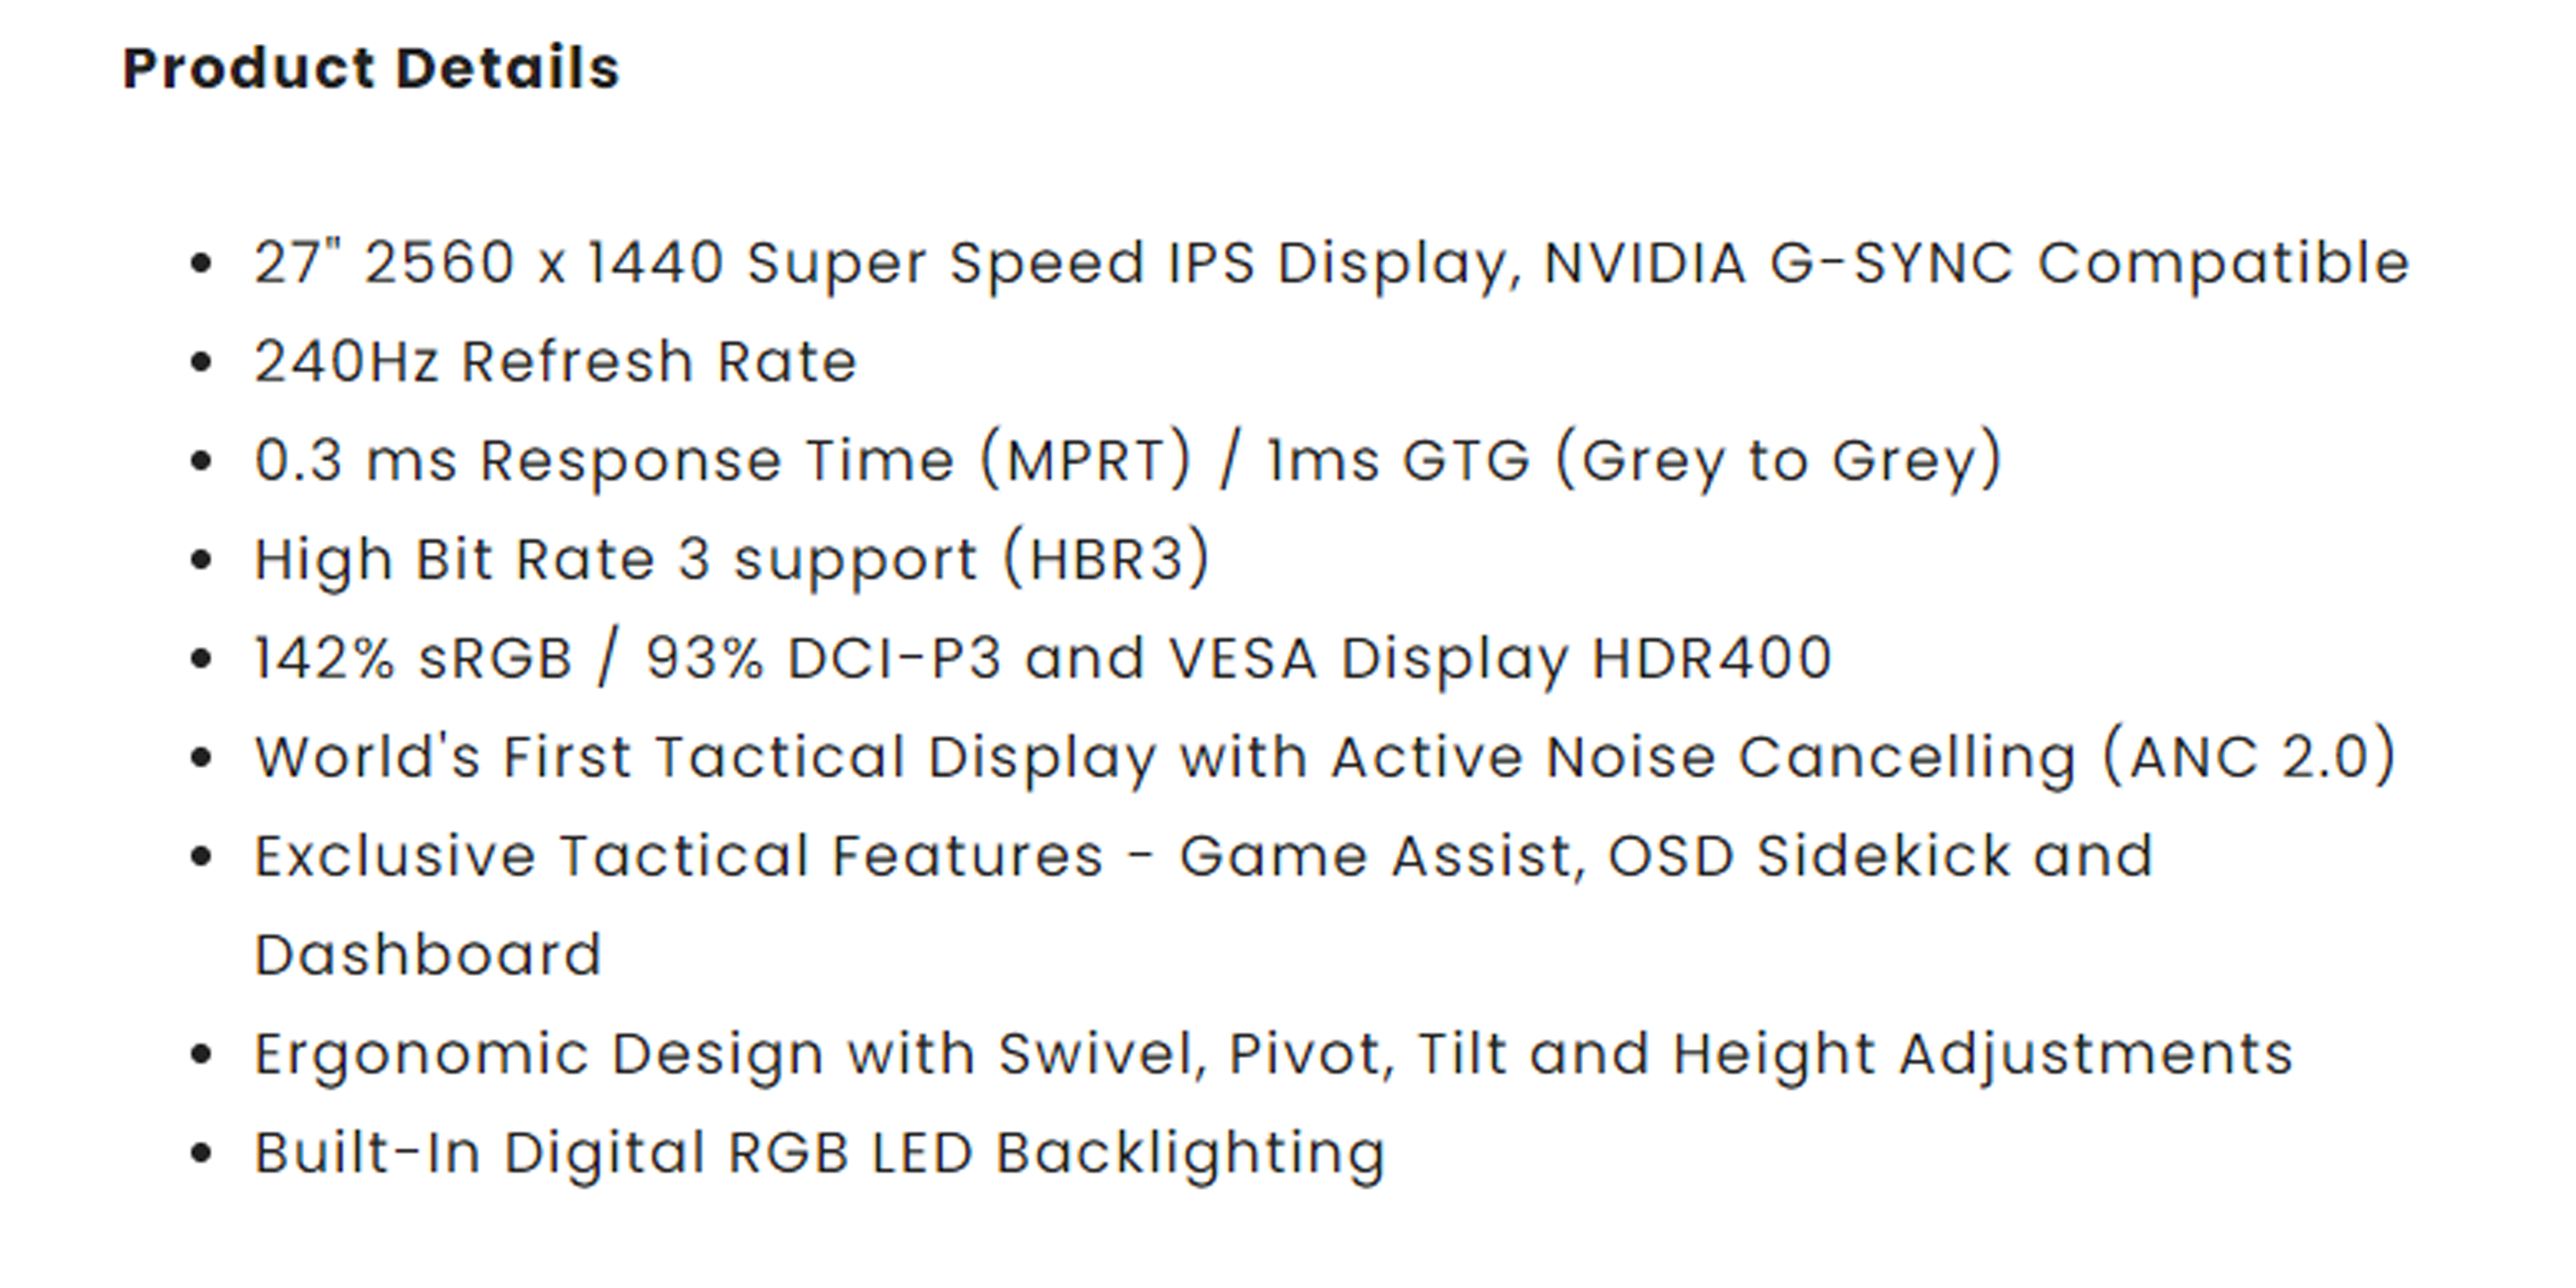 Product Details
• 27" 2560 x 1440 Super Speed IPS Display, NVIDIA G-SYNC Compatible
• 240Hz Refresh Rate
• 0.3 ms Response Time (MPRT) / 1ms GTG (Grey to Grey)
• High Bit Rate 3 support (HBR3)
• 142% sRGB / 93% DCI-P3 and VESA Display HDR400
• World's First Tactical Display with Active Noise Cancelling (ANC 2.0)
• Exclusive Tactical Features - Game Assist, OSD Sidekick and
Dashboard
• Ergonomic Design with Swivel, Pivot, Tilt and Height Adjustments
• Built-In Digital RGB LED Backlighting